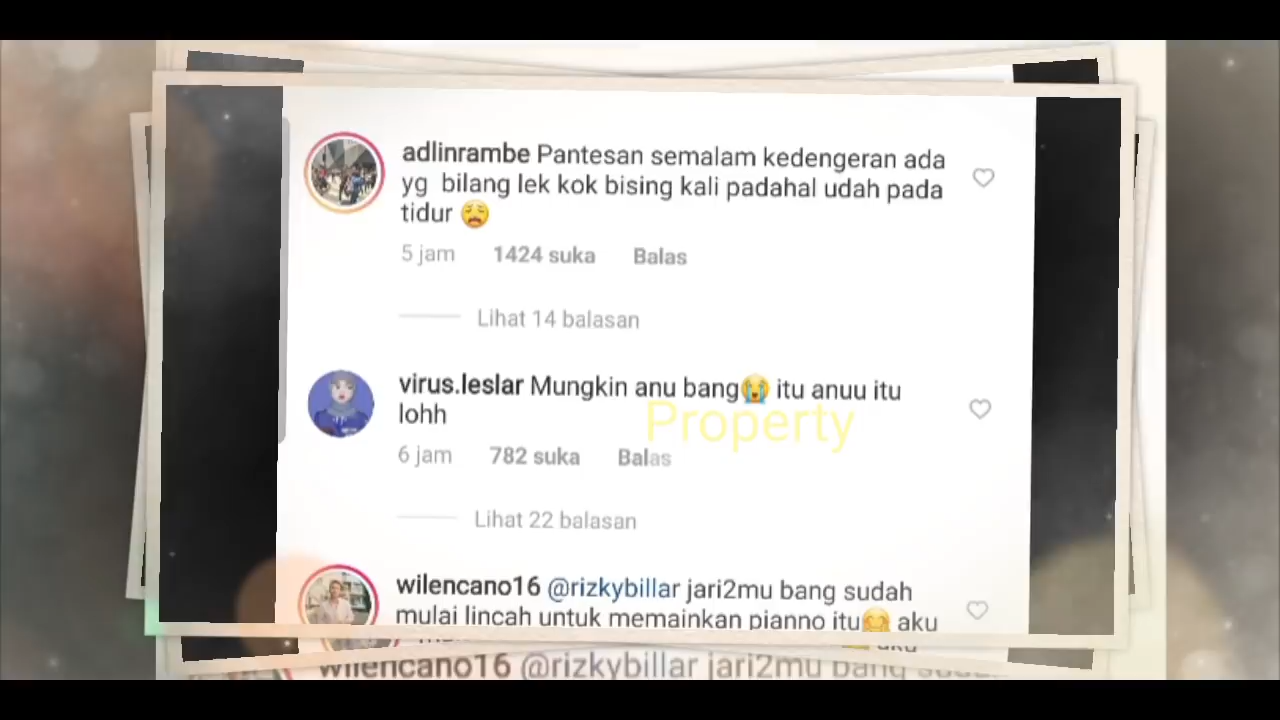 adlinrambe Pantesan semalam kedengeran ada
yg bilang lek kok bising kali padahal udah pada
tidur 😩
5 jam 1424 suka Balas
Lihat 14 balasan
virus.leslar Mungkin anu bang😭 itu anuu itu
lohh
Property
6 jam 782 suka Balas
Lihat 22 balasan
wilencano16 @rizkybillar jari2mu bang sudah
mulai lincah untuk memainkan pianno itu🤗 aku
wilencano16 @rizkybillar jari2mu bang